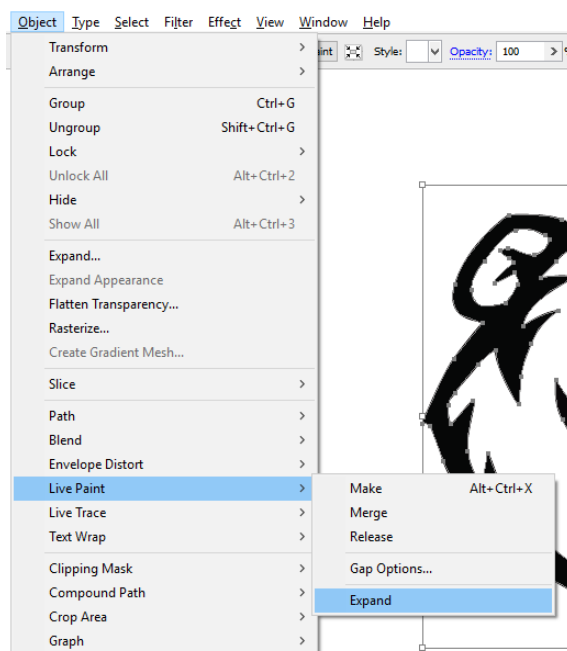 Object Type Select Filter Effect View Window Help
Style: Opacity: 100
Transform
Arrange
Group Ctrl+G
Ungroup Shift+Ctrl+G
Lock
Unlock All Alt+Ctrl+2
Hide
Show All Alt+Ctrl+3
Expand...
Expand Appearance
Flatten Transparency...
Rasterize...
Create Gradient Mesh...
Slice
Path
Blend
Envelope Distort
Live Paint
Make Alt+Ctrl+X
Live Trace
Merge
Text Wrap
Release
Clipping Mask
Gap Options...
Compound Path
Expand
Crop Area
Graph